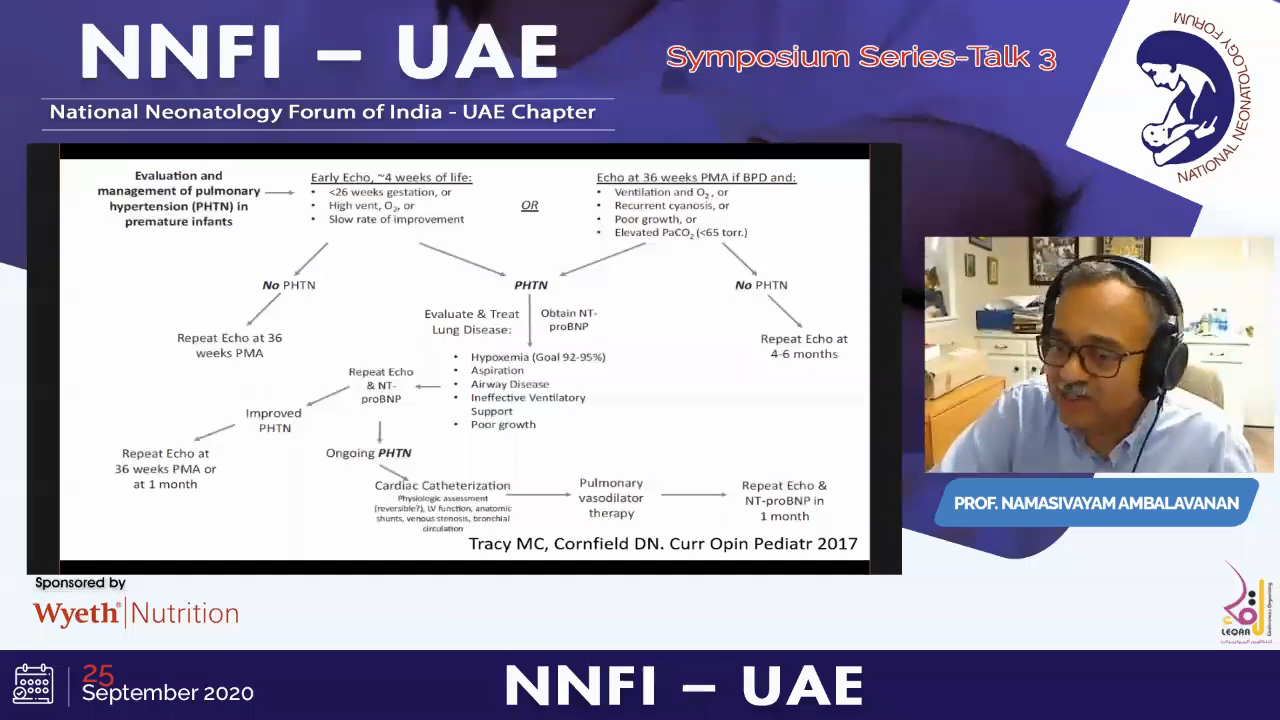 NNFI – UAE
National Neonatology Forum of India - UAE Chapter
Symposium Series-Talk 3
NATIONAL NEONATOLOGY FORUM
Evaluation and
management of pulmonary
hypertension (PHTN) in
premature infants
Early Echo, ~4 weeks of life:
• <26 weeks gestation, or
• High vent, O₂, or
• Slow rate of improvement
OR
Echo at 36 weeks PMA if BPD and:
• Ventilation and O₂, or
• Recurrent cyanosis, or
• Poor growth, or
• Elevated PaCO₂ (<65 torr.)
No PHTN
PHTN
No PHTN
Repeat Echo at 36
weeks PMA
Evaluate & Treat
Lung Disease:
Obtain NT-
proBNP
Repeat Echo at
4-6 months
• Hypoxemia (Goal 92-95%)
• Aspiration
• Airway Disease
• Ineffective Ventilatory
Support
• Poor growth
Repeat Echo
& NT-
proBNP
Improved
PHTN
Repeat Echo at
36 weeks PMA or
at 1 month
Ongoing PHTN
Cardiac Catheterization
Physiologic assessment
(reversible?), LV function, anatomic
shunts, venous stenosis, bronchial
circulation
Pulmonary
vasodilator
therapy
Repeat Echo &
NT-proBNP in
1 month
Tracy MC, Cornfield DN. Curr Opin Pediatr 2017
PROF. NAMASIVAYAM AMBALAVANAN
Sponsored by
Wyeth® Nutrition
LEQAA
25
September 2020
NNFI – UAE